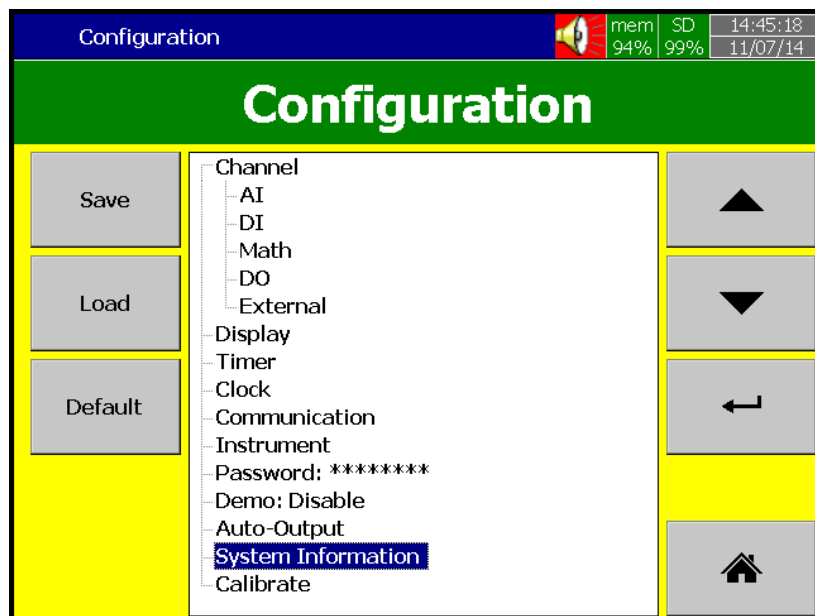 Configuration
mem
94%
SD
99%
14:45:18
11/07/14
Configuration
Save
Load
Default
Channel
AI
DI
Math
DO
External
Display
Timer
Clock
Communication
Instrument
Password: ********
Demo: Disable
Auto-Output
System Information
Calibrate